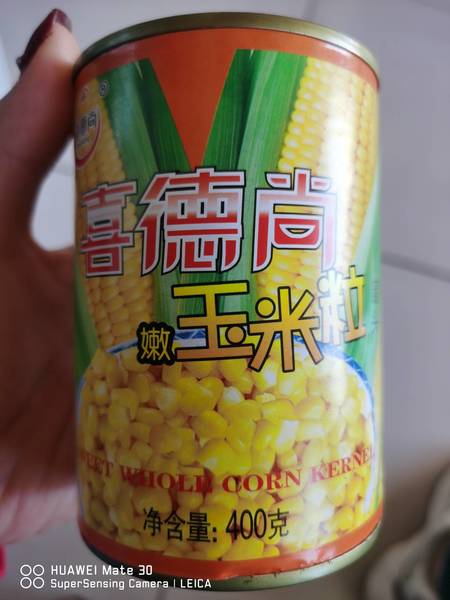 喜德尚
嫩玉米粒
WEET WHOLE CORN KERNE
净含量: 400克
HUAWEI Mate 30
SuperSensing Camera | LEICA